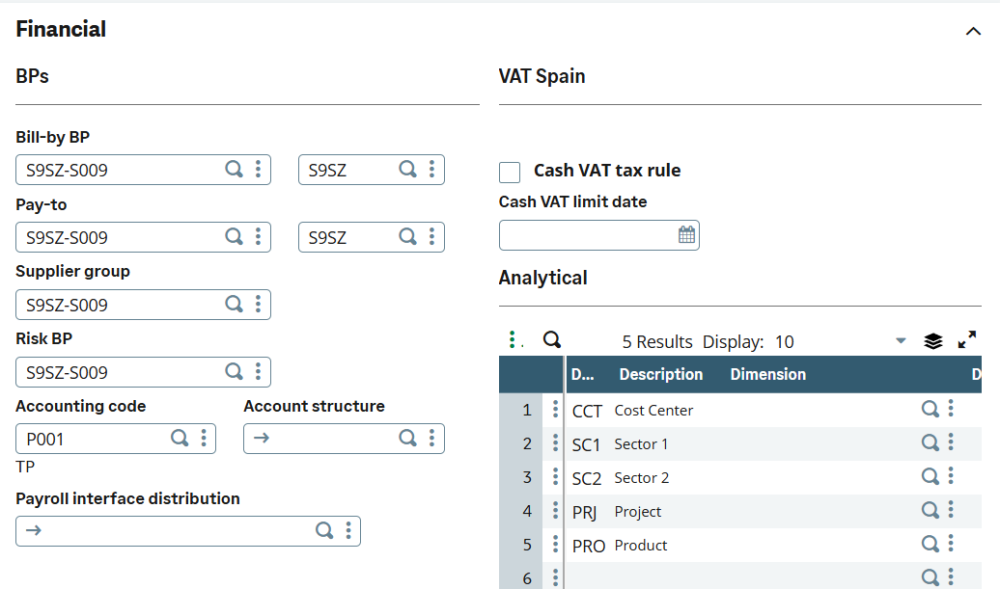 Financial
BPs
Bill-by BP
S9SZ-S009 S9SZ
Pay-to
S9SZ-S009 S9SZ
Supplier group
S9SZ-S009
Risk BP
S9SZ-S009
Accounting code Account structure
P001 →
TP
Payroll interface distribution
→
VAT Spain
Cash VAT tax rule
Cash VAT limit date
Analytical
5 Results Display: 10
D... Description Dimension D
1 CCT Cost Center
2 SC1 Sector 1
3 SC2 Sector 2
4 PRJ Project
5 PRO Product
6